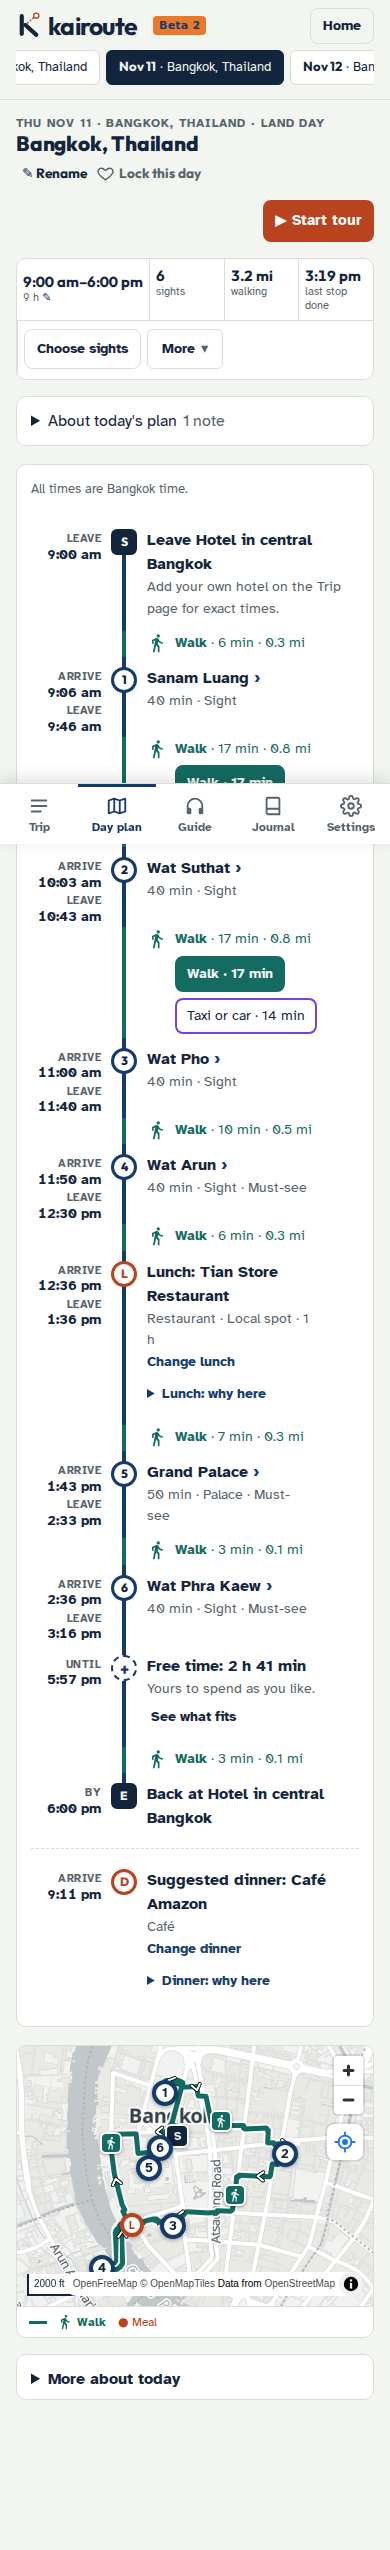 kairoute
Beta 2
Home
kok, Thailand
Nov 11 · Bangkok, Thailand
Nov 12 · Ban
THU NOV 11 · BANGKOK, THAILAND · LAND DAY
Bangkok, Thailand
✎ Rename
Lock this day
▶ Start tour
9:00 am–6:00 pm
9 h ✎
6
sights
3.2 mi
walking
3:19 pm
last stop
done
Choose sights
More ▾
▶ About today's plan 1 note
All times are Bangkok time.
LEAVE
9:00 am
S
Leave Hotel in central
Bangkok
Add your own hotel on the Trip
page for exact times.
Walk · 6 min · 0.3 mi
ARRIVE
9:06 am
LEAVE
9:46 am
1
Sanam Luang ›
40 min · Sight
Walk · 17 min · 0.8 mi
Walk · 17 min
Trip
Day plan
Guide
Journal
Settings
ARRIVE
10:03 am
LEAVE
10:43 am
2
Wat Suthat ›
40 min · Sight
Walk · 17 min · 0.8 mi
Walk · 17 min
Taxi or car · 14 min
ARRIVE
11:00 am
LEAVE
11:40 am
3
Wat Pho ›
40 min · Sight
Walk · 10 min · 0.5 mi
ARRIVE
11:50 am
LEAVE
12:30 pm
4
Wat Arun ›
40 min · Sight · Must-see
Walk · 6 min · 0.3 mi
ARRIVE
12:36 pm
LEAVE
1:36 pm
L
Lunch: Tian Store
Restaurant
Restaurant · Local spot · 1
h
Change lunch
▶ Lunch: why here
Walk · 7 min · 0.3 mi
ARRIVE
1:43 pm
LEAVE
2:33 pm
5
Grand Palace ›
50 min · Palace · Must-
see
Walk · 3 min · 0.1 mi
ARRIVE
2:36 pm
LEAVE
3:16 pm
6
Wat Phra Kaew ›
40 min · Sight · Must-see
UNTIL
5:57 pm
+
Free time: 2 h 41 min
Yours to spend as you like.
See what fits
Walk · 3 min · 0.1 mi
BY
6:00 pm
E
Back at Hotel in central
Bangkok
ARRIVE
9:11 pm
D
Suggested dinner: Café
Amazon
Café
Change dinner
▶ Dinner: why here
+
−
1
Bangkok
S
6
5
2
Atsadang Road
L
3
4
Arun A
2000 ft
OpenFreeMap © OpenMapTiles Data from OpenStreetMap
Walk
Meal
▶ More about today